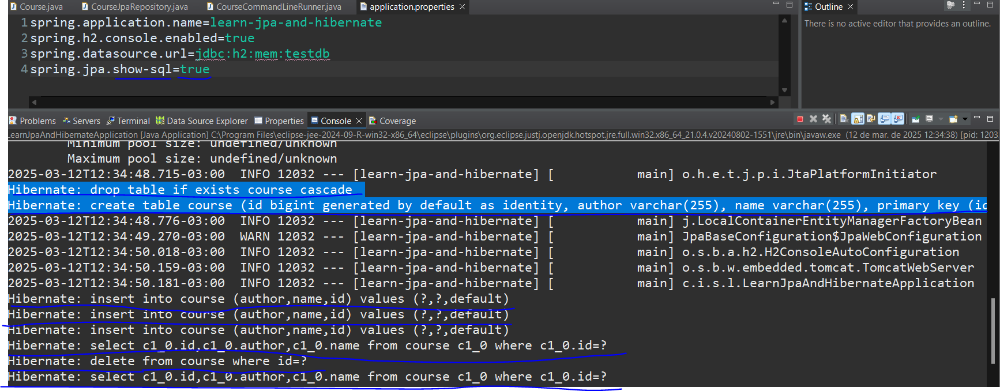 Course.java CourseJpaRepository.java CourseCommandLineRunner.java application.properties
Outline
There is no active editor that provides an outline.
1 spring.application.name=learn-jpa-and-hibernate
2 spring.h2.console.enabled=true
3 spring.datasource.url=jdbc:h2:mem:testdb
4 spring.jpa.show-sql=true
Problems Servers Terminal Data Source Explorer Properties Console Coverage
LearnJpaAndHibernateApplication [Java Application] C:\Program Files\eclipse-jee-2024-09-R-win32-x86_64\eclipse\plugins\org.eclipse.justj.openjdk.hotspot.jre.full.win32.x86_64_21.0.4.v20240802-1551\jre\bin\javaw.exe (12 de mar. de 2025 12:34:38) [pid: 1203
Minimum pool size: undefined/unknown
Maximum pool size: undefined/unknown
2025-03-12T12:34:48.715-03:00 INFO 12032 --- [learn-jpa-and-hibernate] [ main] o.h.e.t.j.p.i.JtaPlatformInitiator
Hibernate: drop table if exists course cascade
Hibernate: create table course (id bigint generated by default as identity, author varchar(255), name varchar(255), primary key (id
2025-03-12T12:34:48.776-03:00 INFO 12032 --- [learn-jpa-and-hibernate] [ main] j.LocalContainerEntityManagerFactoryBean
2025-03-12T12:34:49.270-03:00 WARN 12032 --- [learn-jpa-and-hibernate] [ main] JpaBaseConfiguration$JpaWebConfiguration
2025-03-12T12:34:50.018-03:00 INFO 12032 --- [learn-jpa-and-hibernate] [ main] o.s.b.a.h2.H2ConsoleAutoConfiguration
2025-03-12T12:34:50.159-03:00 INFO 12032 --- [learn-jpa-and-hibernate] [ main] o.s.b.w.embedded.tomcat.TomcatWebServer
2025-03-12T12:34:50.181-03:00 INFO 12032 --- [learn-jpa-and-hibernate] [ main] c.i.s.l.LearnJpaAndHibernateApplication
Hibernate: insert into course (author,name,id) values (?,?,default)
Hibernate: insert into course (author,name,id) values (?,?,default)
Hibernate: insert into course (author,name,id) values (?,?,default)
Hibernate: select c1_0.id,c1_0.author,c1_0.name from course c1_0 where c1_0.id=?
Hibernate: delete from course where id=?
Hibernate: select c1_0.id,c1_0.author,c1_0.name from course c1_0 where c1_0.id=?